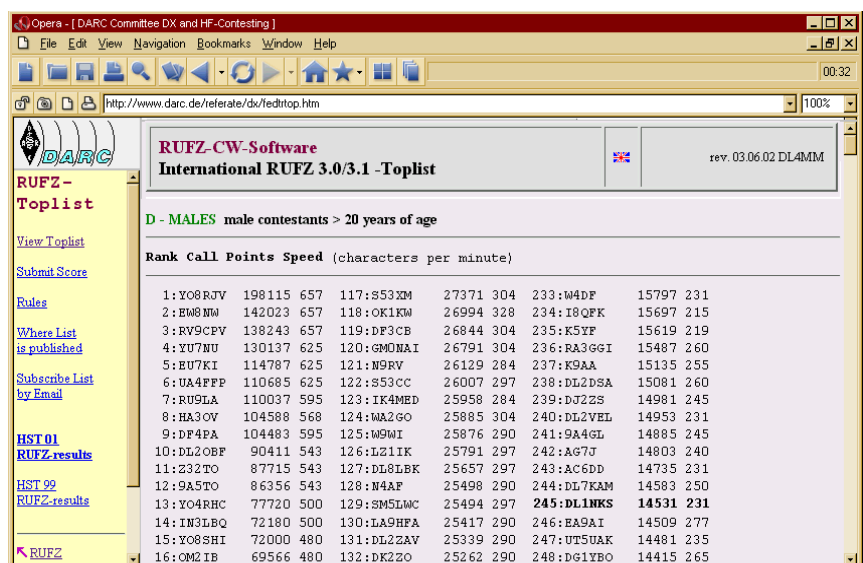 Opera - [ DARC Committee DX and HF-Contesting ]
File Edit View Navigation Bookmarks Window Help
00:32
http://www.darc.de/referate/dx/fedtrtop.htm 100%
DARC
RUFZ-
Toplist
View Toplist
Submit Score
Rules
Where List
is published
Subscribe List
by Email
HST 01
RUFZ-results
HST 99
RUFZ-results
RUFZ
RUFZ-CW-Software
International RUFZ 3.0/3.1 -Toplist
rev. 03.06.02 DL4MM
D - MALES male contestants > 20 years of age
Rank Call Points Speed (characters per minute)
1:YO8RJV 198115 657 117:S53XM 27371 304 233:W4DF 15797 231
2:EW8NW 142023 657 118:OK1KW 26994 328 234:I8QFK 15697 215
3:RV9CPV 138243 657 119:DF3CB 26844 304 235:K5YF 15619 219
4:YU7NU 130137 625 120:GM0NAI 26791 304 236:RA3GGI 15487 260
5:EU7KI 114787 625 121:N9RV 26129 284 237:K9AA 15135 255
6:UA4FFP 110685 625 122:S53CC 26007 297 238:DL2DSA 15081 260
7:RU9LA 110037 595 123:IK4MED 25958 284 239:DJ2ZS 14981 245
8:HA3OV 104588 568 124:WA2GO 25885 304 240:DL2VEL 14953 231
9:DF4PA 104483 595 125:W9WI 25876 290 241:9A4GL 14885 245
10:DL2OBF 90411 543 126:LZ1IK 25791 297 242:AG7J 14803 240
11:Z32TO 87715 543 127:DL8LBK 25657 297 243:AC6DD 14735 231
12:9A5TO 86356 543 128:N4AF 25498 290 244:DL7KAM 14583 250
13:YO4RHC 77720 500 129:SM5LWC 25494 297 245:DL1NKS 14531 231
14:IN3LBQ 72180 500 130:LA9HFA 25417 290 246:EA9AI 14509 277
15:YO8SHI 72000 480 131:DL2ZAV 25339 290 247:UT5UAK 14481 235
16:OM2IB 69566 480 132:DK2ZO 25262 290 248:DG1YBO 14415 265